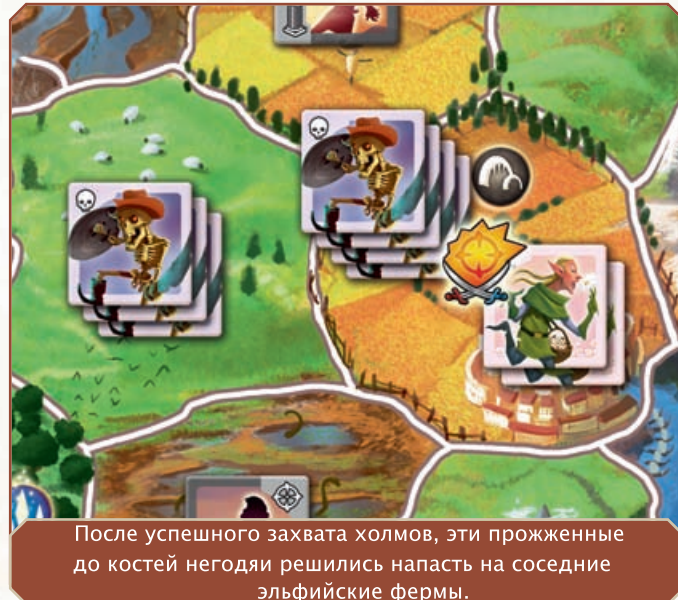 После успешного захвата холмов, эти прожженные
до костей негодяи решились напасть на соседние
эльфийские фермы.